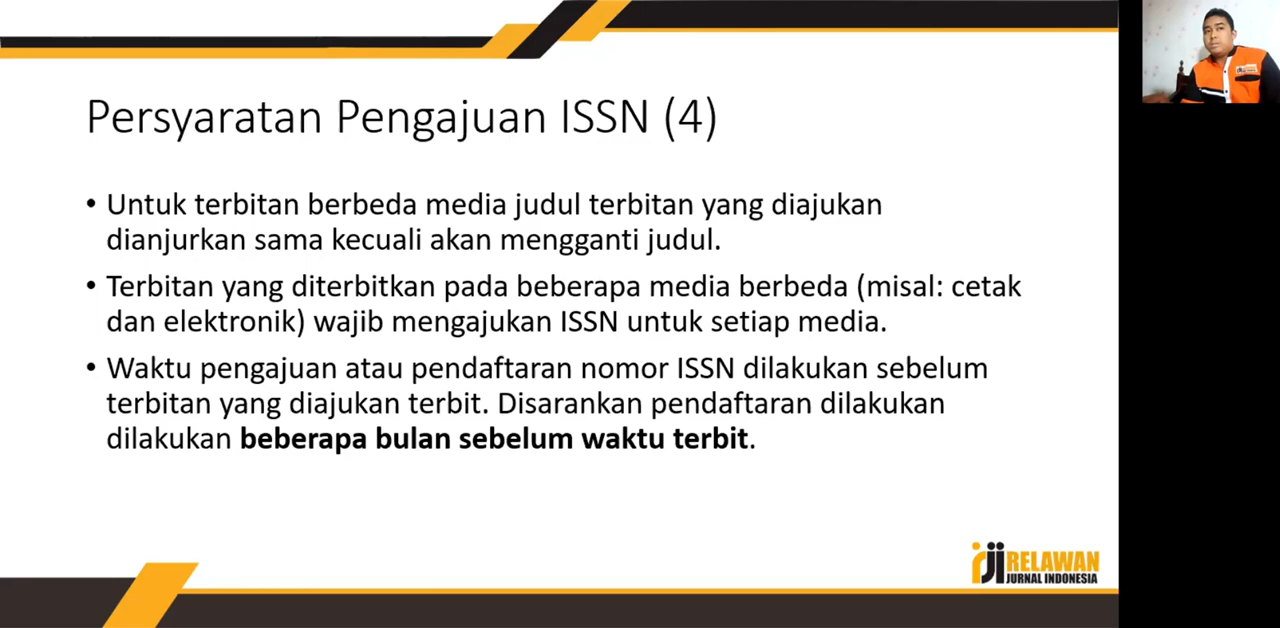 Persyaratan Pengajuan ISSN (4)
• Untuk terbitan berbeda media judul terbitan yang diajukan
dianjurkan sama kecuali akan mengganti judul.
• Terbitan yang diterbitkan pada beberapa media berbeda (misal: cetak
dan elektronik) wajib mengajukan ISSN untuk setiap media.
• Waktu pengajuan atau pendaftaran nomor ISSN dilakukan sebelum
terbitan yang diajukan terbit. Disarankan pendaftaran dilakukan
dilakukan beberapa bulan sebelum waktu terbit.
rji RELAWAN
JURNAL INDONESIA